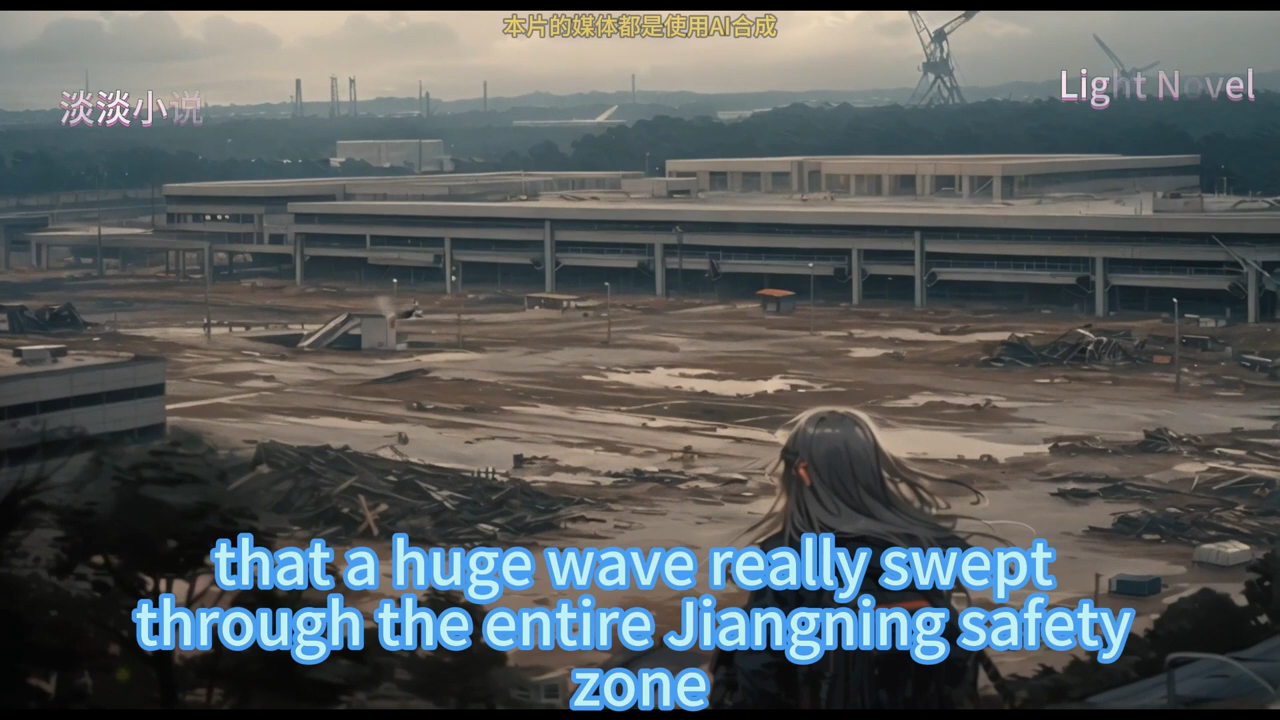 本片的媒体都是使用AI合成
淡淡小说
Light Novel
that a huge wave really swept
through the entire Jiangning safety
zone